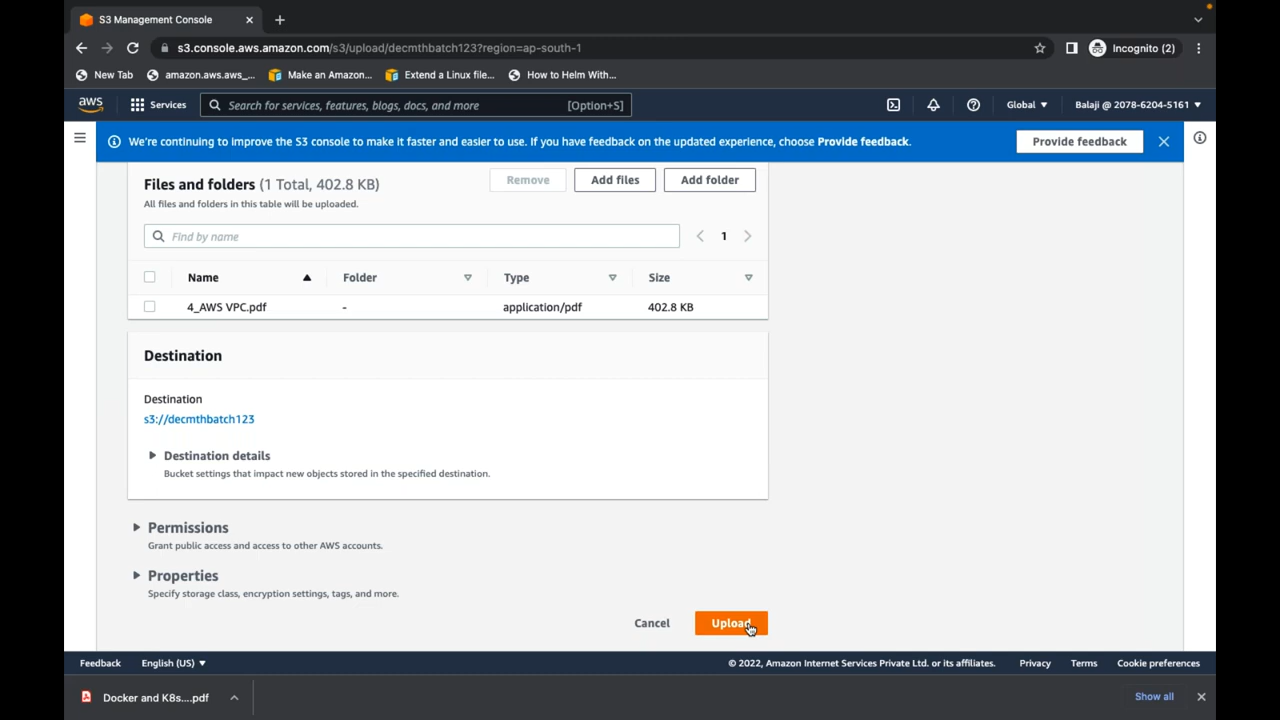 S3 Management Console
s3.console.aws.amazon.com/s3/upload/decmthbatch123?region=ap-south-1
Incognito (2)
New Tab
amazon.aws.aws_...
Make an Amazon...
Extend a Linux file...
How to Helm With...
aws
Services
Search for services, features, blogs, docs, and more
[Option+S]
Global
Balaji @ 2078-6204-5161
We're continuing to improve the S3 console to make it faster and easier to use. If you have feedback on the updated experience, choose Provide feedback.
Provide feedback
Files and folders (1 Total, 402.8 KB)
Remove
Add files
Add folder
All files and folders in this table will be uploaded.
Find by name
1
Name
Folder
Type
Size
4_AWS VPC.pdf
-
application/pdf
402.8 KB
Destination
Destination
s3://decmthbatch123
Destination details
Bucket settings that impact new objects stored in the specified destination.
Permissions
Grant public access and access to other AWS accounts.
Properties
Specify storage class, encryption settings, tags, and more.
Cancel
Upload
Feedback
English (US)
© 2022, Amazon Internet Services Private Ltd. or its affiliates.
Privacy
Terms
Cookie preferences
Docker and K8s....pdf
Show all